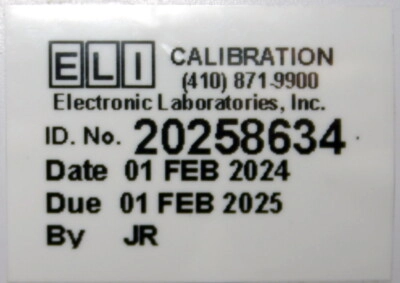 ELI CALIBRATION
(410) 871-9900
Electronic Laboratories, Inc.
ID. No. 20258634
Date 01 FEB 2024
Due 01 FEB 2025
By JR